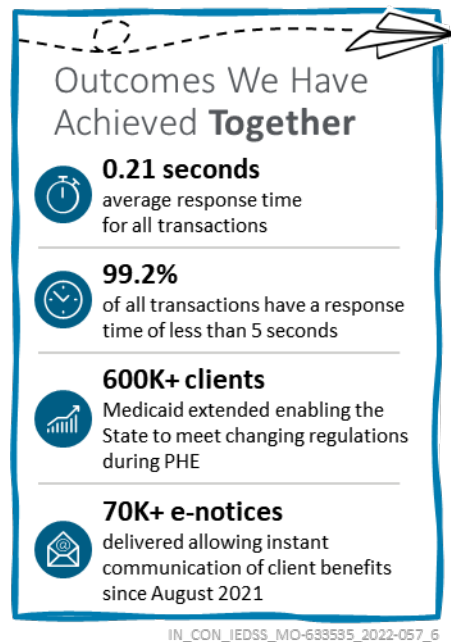 Outcomes We Have
Achieved Together
0.21 seconds
average response time
for all transactions
99.2%
of all transactions have a response
time of less than 5 seconds
600K+ clients
Medicaid extended enabling the
State to meet changing regulations
during PHE
70K+ e-notices
@
delivered allowing instant
communication of client benefits
since August 2021
IN_CON_IEDSS_MO-633535_2022-057_6